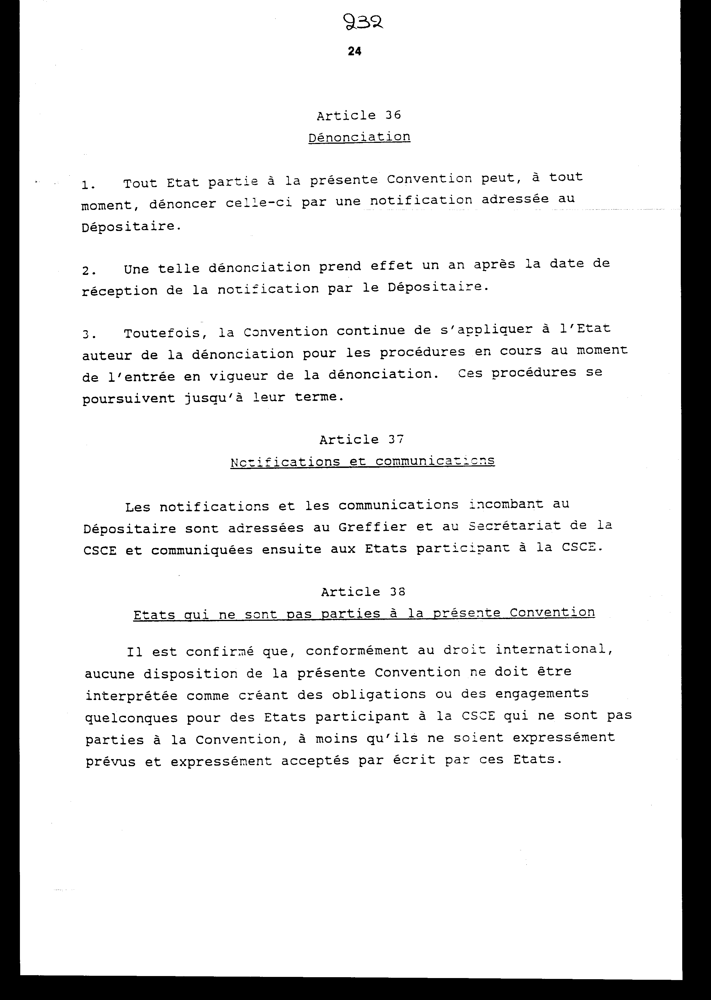 232
24
Article 36
Dénonciation
1. Tout Etat partie à la présente Convention peut, à tout
moment, dénoncer celle-ci par une notification adressée au
Dépositaire.
2. Une telle dénonciation prend effet un an après la date de
réception de la notification par le Dépositaire.
3. Toutefois, la Convention continue de s'appliquer à l'Etat
auteur de la dénonciation pour les procédures en cours au moment
de l'entrée en vigueur de la dénonciation. Ces procédures se
poursuivent jusqu'à leur terme.
Article 37
Notifications et communications
Les notifications et les communications incombant au
Dépositaire sont adressées au Greffier et au Secrétariat de la
CSCE et communiquées ensuite aux Etats participant à la CSCE.
Article 38
Etats qui ne sont pas parties à la présente Convention
Il est confirmé que, conformément au droit international,
aucune disposition de la présente Convention ne doit être
interprétée comme créant des obligations ou des engagements
quelconques pour des Etats participant à la CSCE qui ne sont pas
parties à la Convention, à moins qu'ils ne soient expressément
prévus et expressément acceptés par écrit par ces Etats.